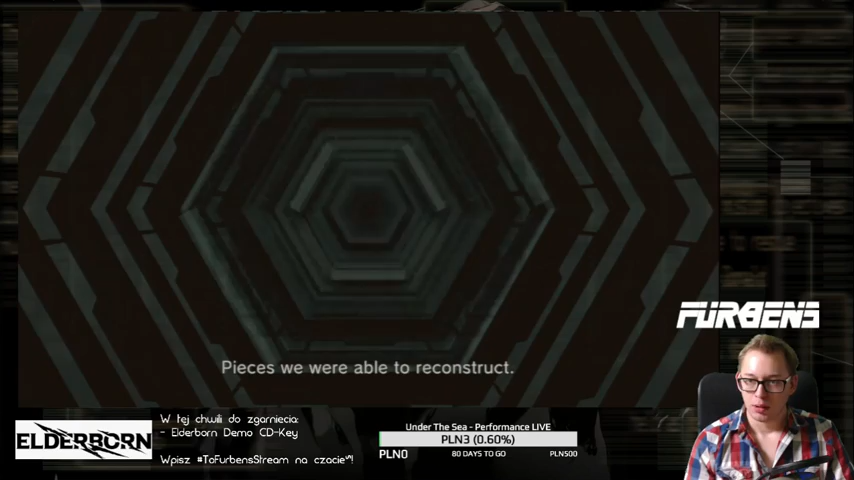 Pieces we were able to reconstruct.
FURBENS
ELDERBORN
W tej chwili do zgarniecia:
- Elderborn Demo CD-Key
Wpisz #ToFurbensStream na czacie^^!
Under The Sea - Performance LIVE
PLN3 (0.60%)
PLN0
80 DAYS TO GO
PLN500